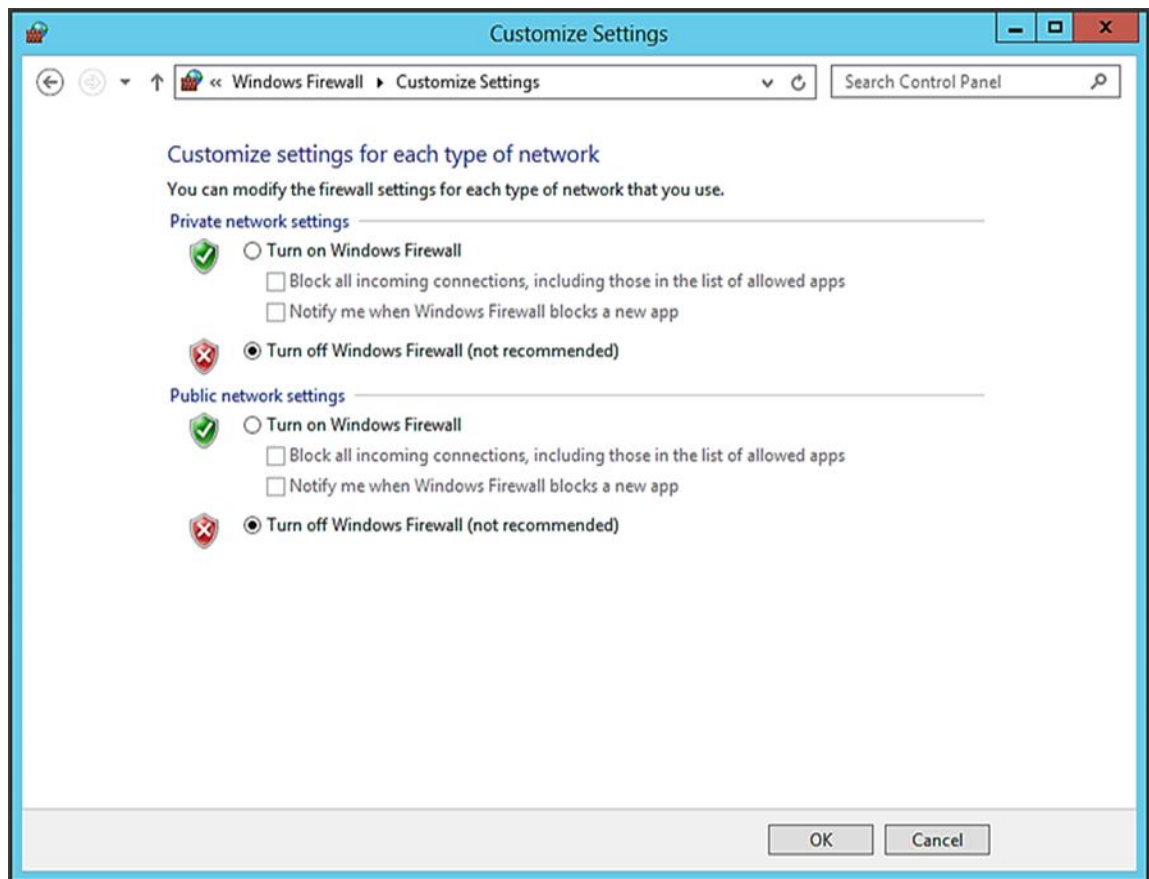 Customize Settings
« Windows Firewall ▸ Customize Settings
Search Control Panel
Customize settings for each type of network
You can modify the firewall settings for each type of network that you use.
Private network settings
Turn on Windows Firewall
Block all incoming connections, including those in the list of allowed apps
Notify me when Windows Firewall blocks a new app
Turn off Windows Firewall (not recommended)
Public network settings
Turn on Windows Firewall
Block all incoming connections, including those in the list of allowed apps
Notify me when Windows Firewall blocks a new app
Turn off Windows Firewall (not recommended)
OK Cancel